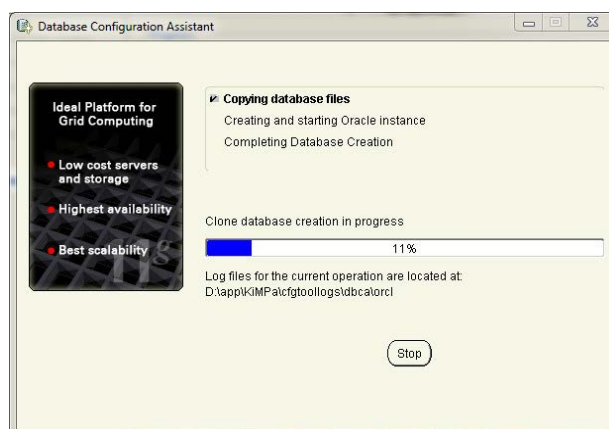 Database Configuration Assistant
Ideal Platform for
Grid Computing
Low cost servers
and storage
Highest availability
Best scalability
11g
Copying database files
Creating and starting Oracle instance
Completing Database Creation
Clone database creation in progress
11%
Log files for the current operation are located at:
D:\app\KiMPa\cfgtoollogs\dbca\orcl
Stop